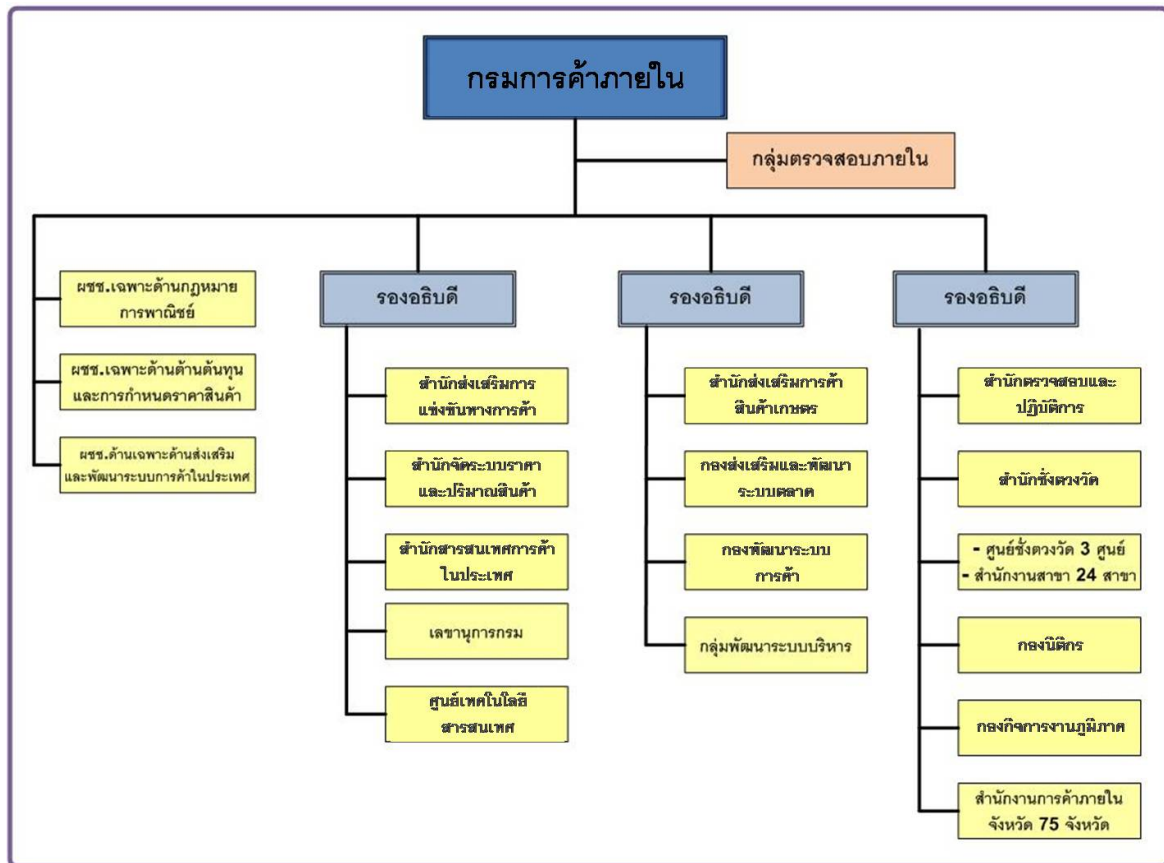 กรมการค้าภายใน
กลุ่มตรวจสอบภายใน
ผชช.เฉพาะด้านกฎหมาย
การพาณิชย์
ผชช.เฉพาะด้านต้านต้นทุน
และการกำหนดราคาสินค้า
ผชช.ด้านเฉพาะด้านส่งเสริม
และพัฒนาระบบการค้าในประเทศ
รองอธิบดี
สำนักส่งเสริมการ
แข่งขันทางการค้า
สำนักจัดระบบราคา
และปริมาณสินค้า
สำนักสารสนเทศการค้า
ในประเทศ
เลขานุการกรม
ศูนย์เทคโนโลยี
สารสนเทศ
รองอธิบดี
สำนักส่งเสริมการค้า
สินค้าเกษตร
กองส่งเสริมและพัฒนา
ระบบตลาด
กองพัฒนาระบบ
การค้า
กลุ่มพัฒนาระบบบริหาร
รองอธิบดี
สำนักตรวจสอบและ
ปฏิบัติการ
สำนักชั่งตวงวัด
- ศูนย์ชั่งตวงวัด 3 ศูนย์
- สำนักงานสาขา 24 สาขา
กองนิติกร
กองกิจการงานภูมิภาค
สำนักงานการค้าภายใน
จังหวัด 75 จังหวัด